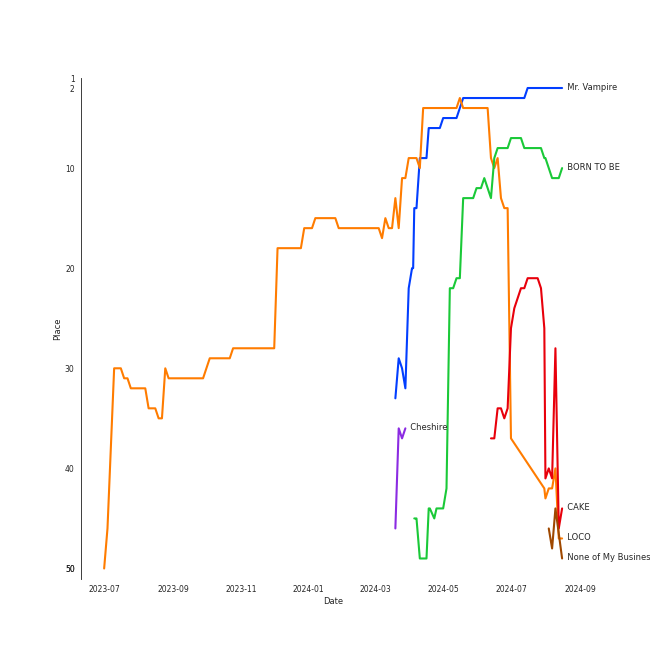 1
2
Mr. Vampire
10
BORN TO BE
20
Place
30
Cheshire
40
CAKE
LOCO
None of My Busines
50
2023-07
2023-09
2023-11
2024-01
2024-03
2024-05
2024-07
2024-09
Date